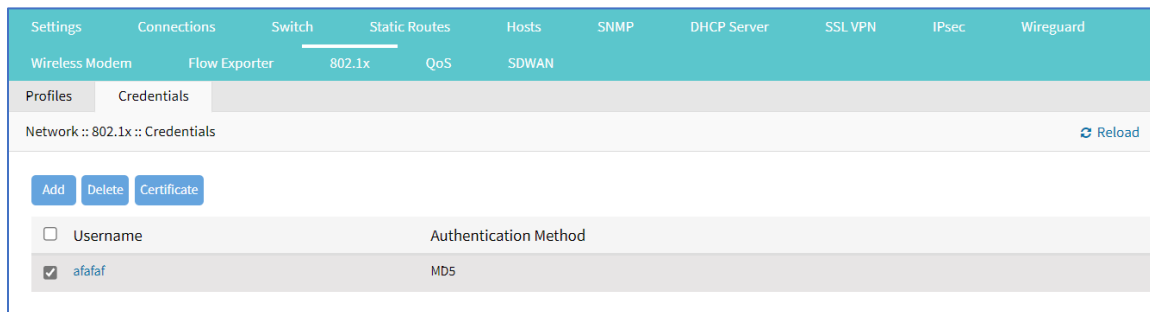 Settings Connections Switch Static Routes Hosts SNMP DHCP Server SSL VPN IPsec Wireguard
Wireless Modem Flow Exporter 802.1x QoS SDWAN
Profiles Credentials
Network :: 802.1x :: Credentials Reload
Add Delete Certificate
Username Authentication Method
afafaf MD5